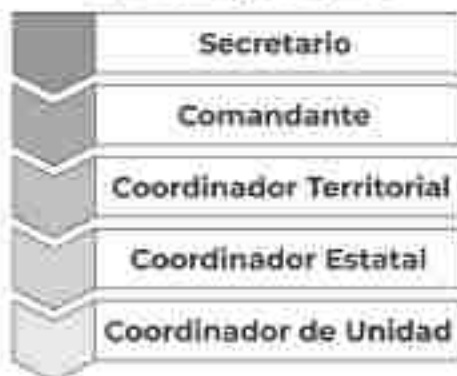 Secretario
Comandante
Coordinador Territorial
Coordinador Estatal
Coordinador de Unidad